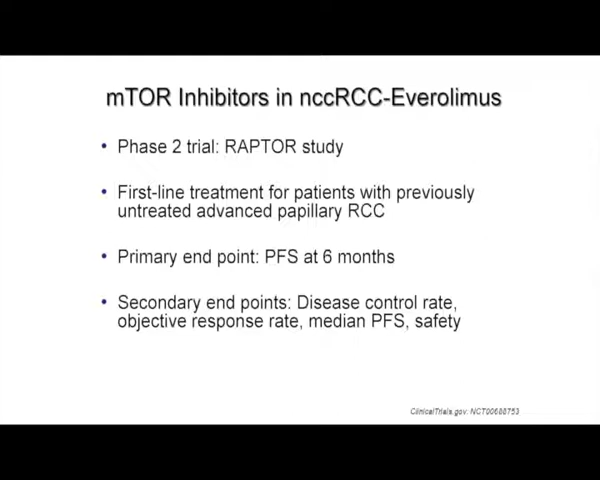 mTOR Inhibitors in nccRCC-Everolimus
• Phase 2 trial: RAPTOR study
• First-line treatment for patients with previously
untreated advanced papillary RCC
• Primary end point: PFS at 6 months
• Secondary end points: Disease control rate,
objective response rate, median PFS, safety
ClinicalTrials.gov: NCT00688753